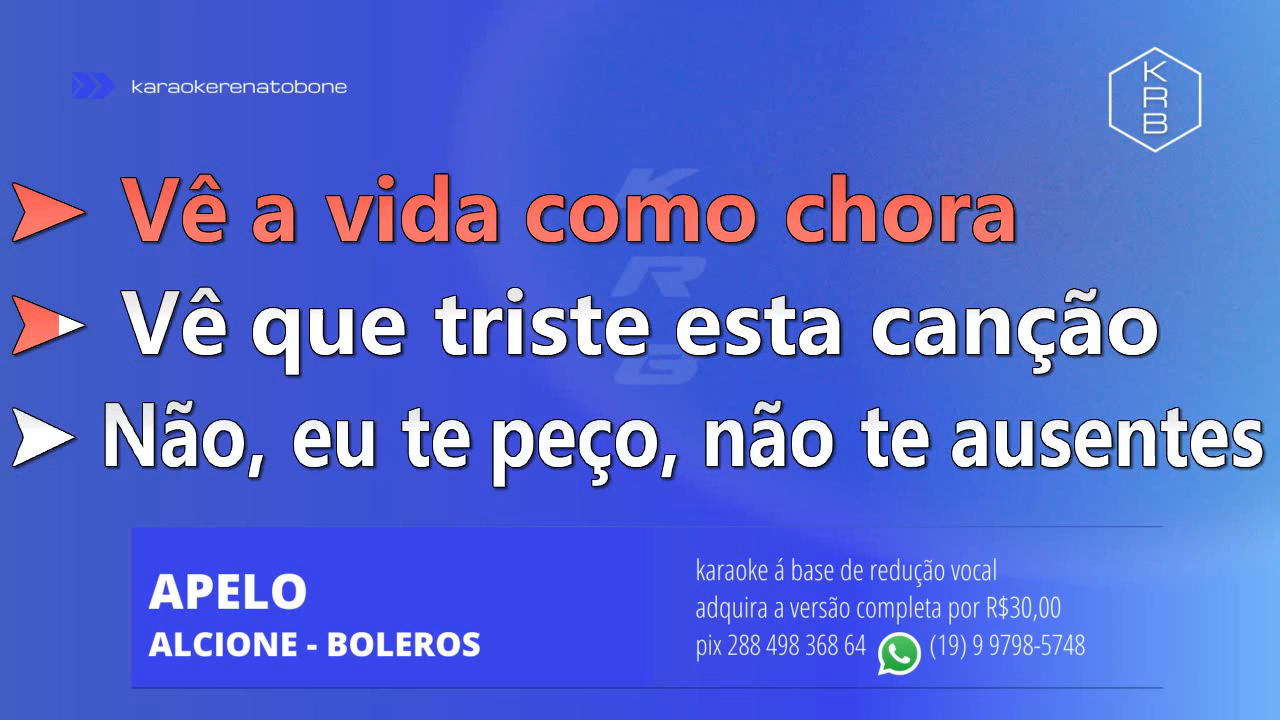 karaokerenatobone
K
R
B
Vê a vida como chora
K
Vê que triste esta canção
R
B
Não, eu te peço, não te ausentes
APELO
ALCIONE - BOLEROS
karaoke á base de redução vocal
adquira a versão completa por R$30,00
pix 288 498 368 64 (19) 9 9798-5748